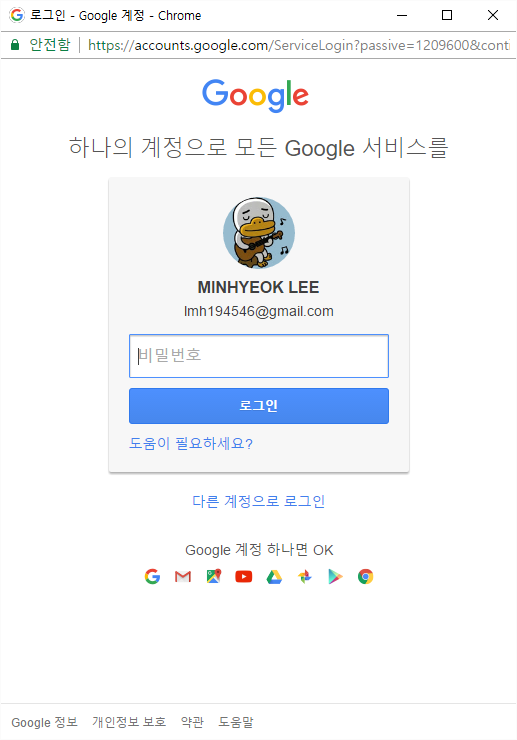 로그인 - Google 계정 - Chrome
안전함 https://accounts.google.com/ServiceLogin?passive=1209600&conti
Google
하나의 계정으로 모든 Google 서비스를
MINHYEOK LEE
lmh194546@gmail.com
비밀번호
로그인
도움이 필요하세요?
다른 계정으로 로그인
Google 계정 하나면 OK
Google 정보 개인정보 보호 약관 도움말